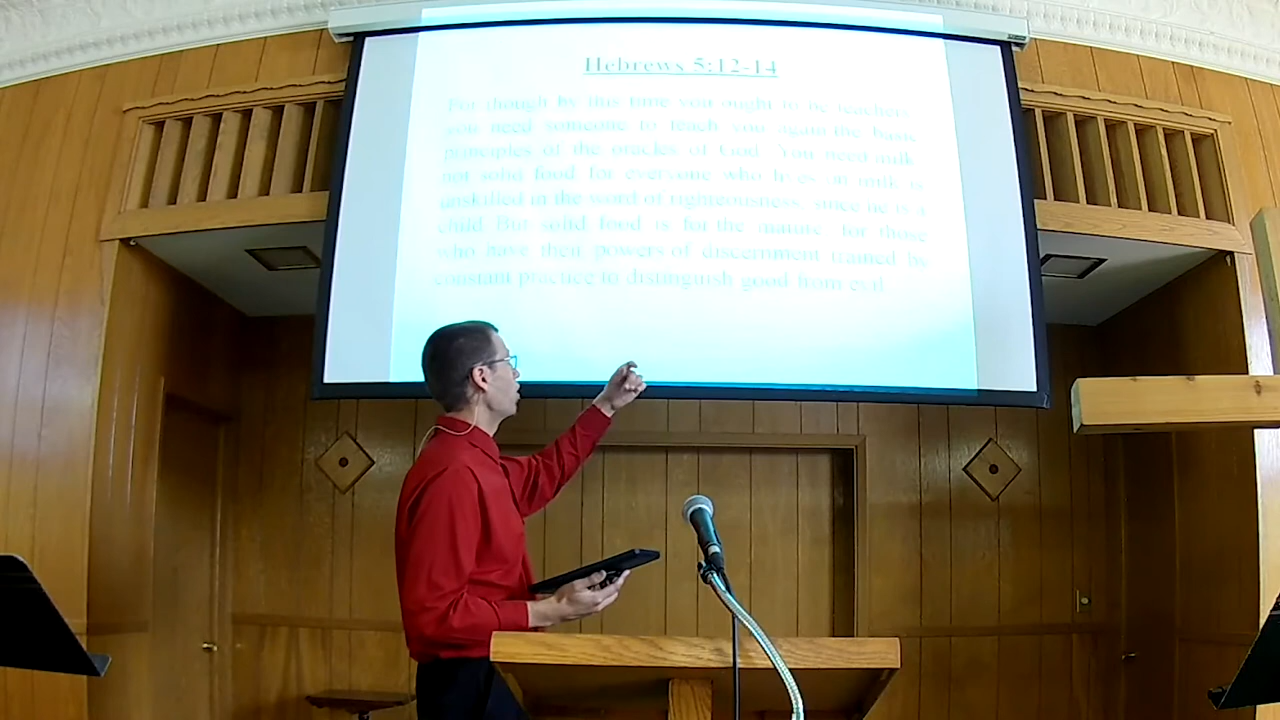 Hebrews 5:12-14
For though by this time you ought to be teachers
you need someone to teach you again the basic
principles of the oracles of God. You need milk
not solid food for everyone who lives on milk is
unskilled in the word of righteousness, since he is a
child. But solid food is for the mature, for those
who have their powers of discernment trained by
constant practice to distinguish good from evil.